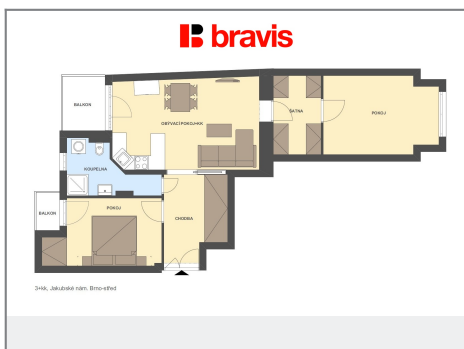 bravis
BALKON
OBÝVACÍ POKOJ+KK
ŠATNA
POKOJ
KOUPELNA
BALKON
POKOJ
CHODBA
3+kk, Jakubské nám. Brno-střed